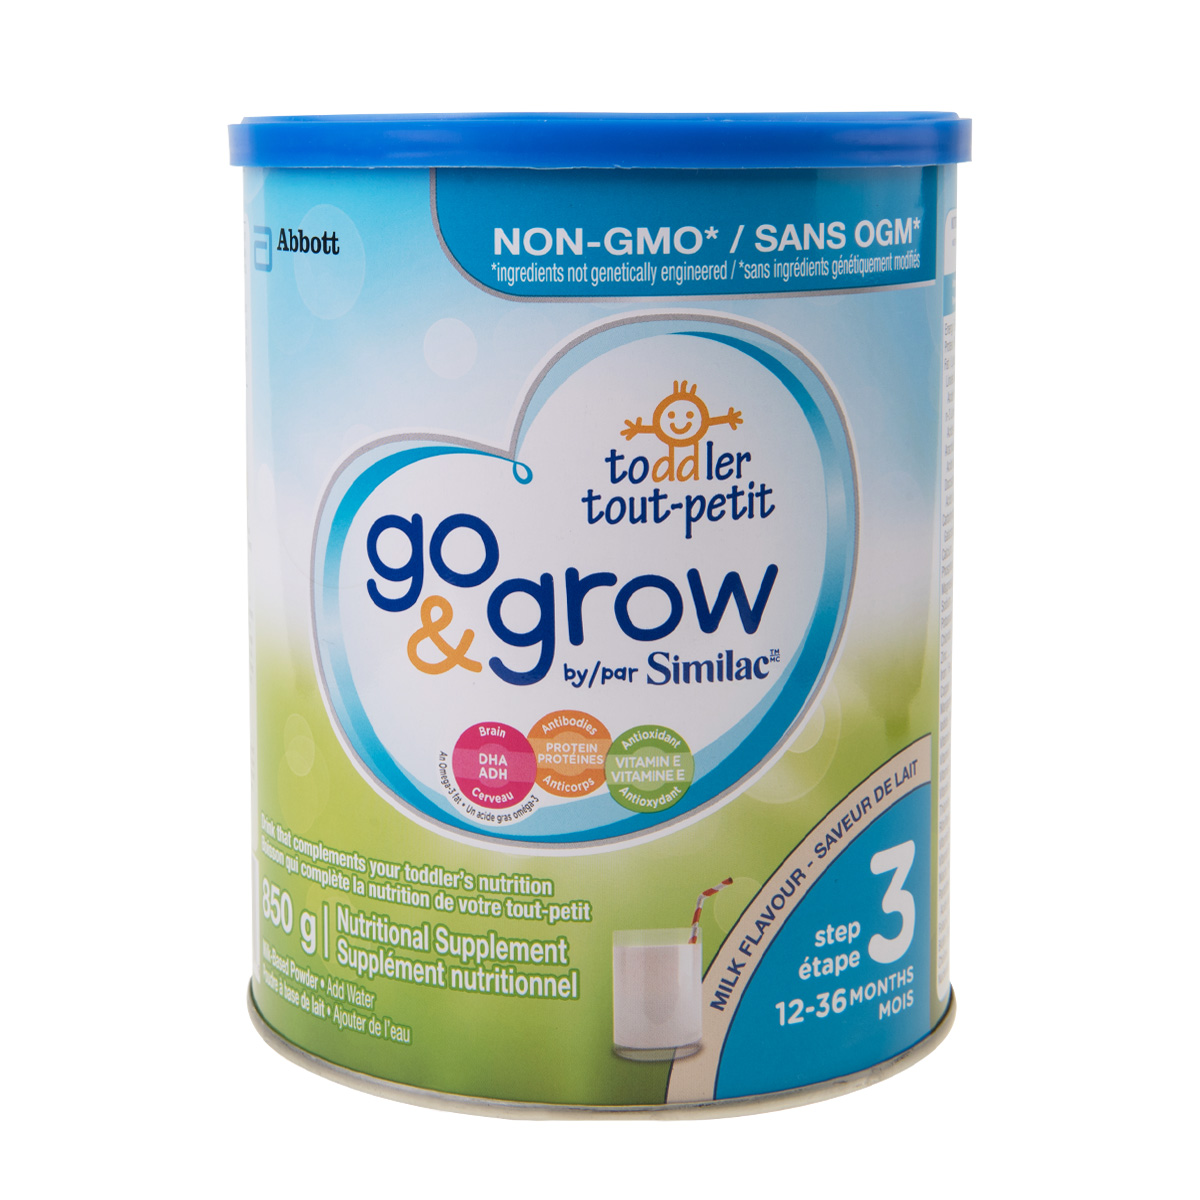 Abbott
NON-GMO* / SANS OGM*
*ingredients not genetically engineered / *sans ingrédients génétiquement modifiés
toddler
tout-petit
go
&
grow
by/par Similac™ MC
Brain
DHA
ADH
Cerveau
An Omega-3 fat • Un acide gras oméga-3
Antibodies
PROTEIN
PROTÉINES
Anticorps
Antioxidant
VITAMIN E
VITAMINE E
Antioxydant
Drink that complements your toddler's nutrition
Boisson qui complète la nutrition de votre tout-petit
850 g
Nutritional Supplement
Supplément nutritionnel
Milk-Based Powder • Add Water
Poudre à base de lait • Ajouter de l'eau
MILK FLAVOUR - SAVEUR DE LAIT
step
étape
3
12-36 MONTHS
MOIS